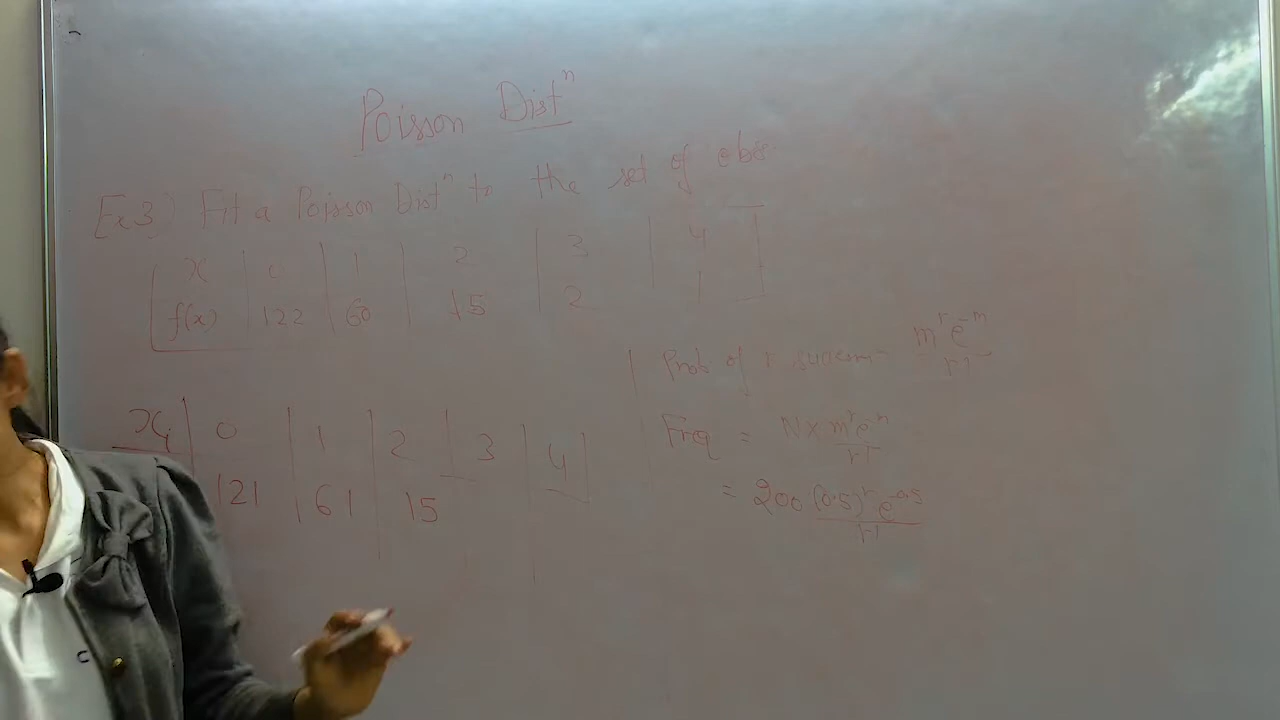 Poisson Distⁿ
Ex 3) Fit a Poisson Distⁿ to the set of obs.
x | 0 | 1 | 2 | 3 | 4
f(x) | 122 | 60 | 15 | 2 | 1
Prob of r success = mʳe⁻ᵐ / r!
xᵢ | 0 | 1 | 2 | 3 | 4
121 | 61 | 15
Freq = N × mʳe⁻ᵐ / r!
= 200 (0.5)ʳ e⁻⁰·⁵ / r!